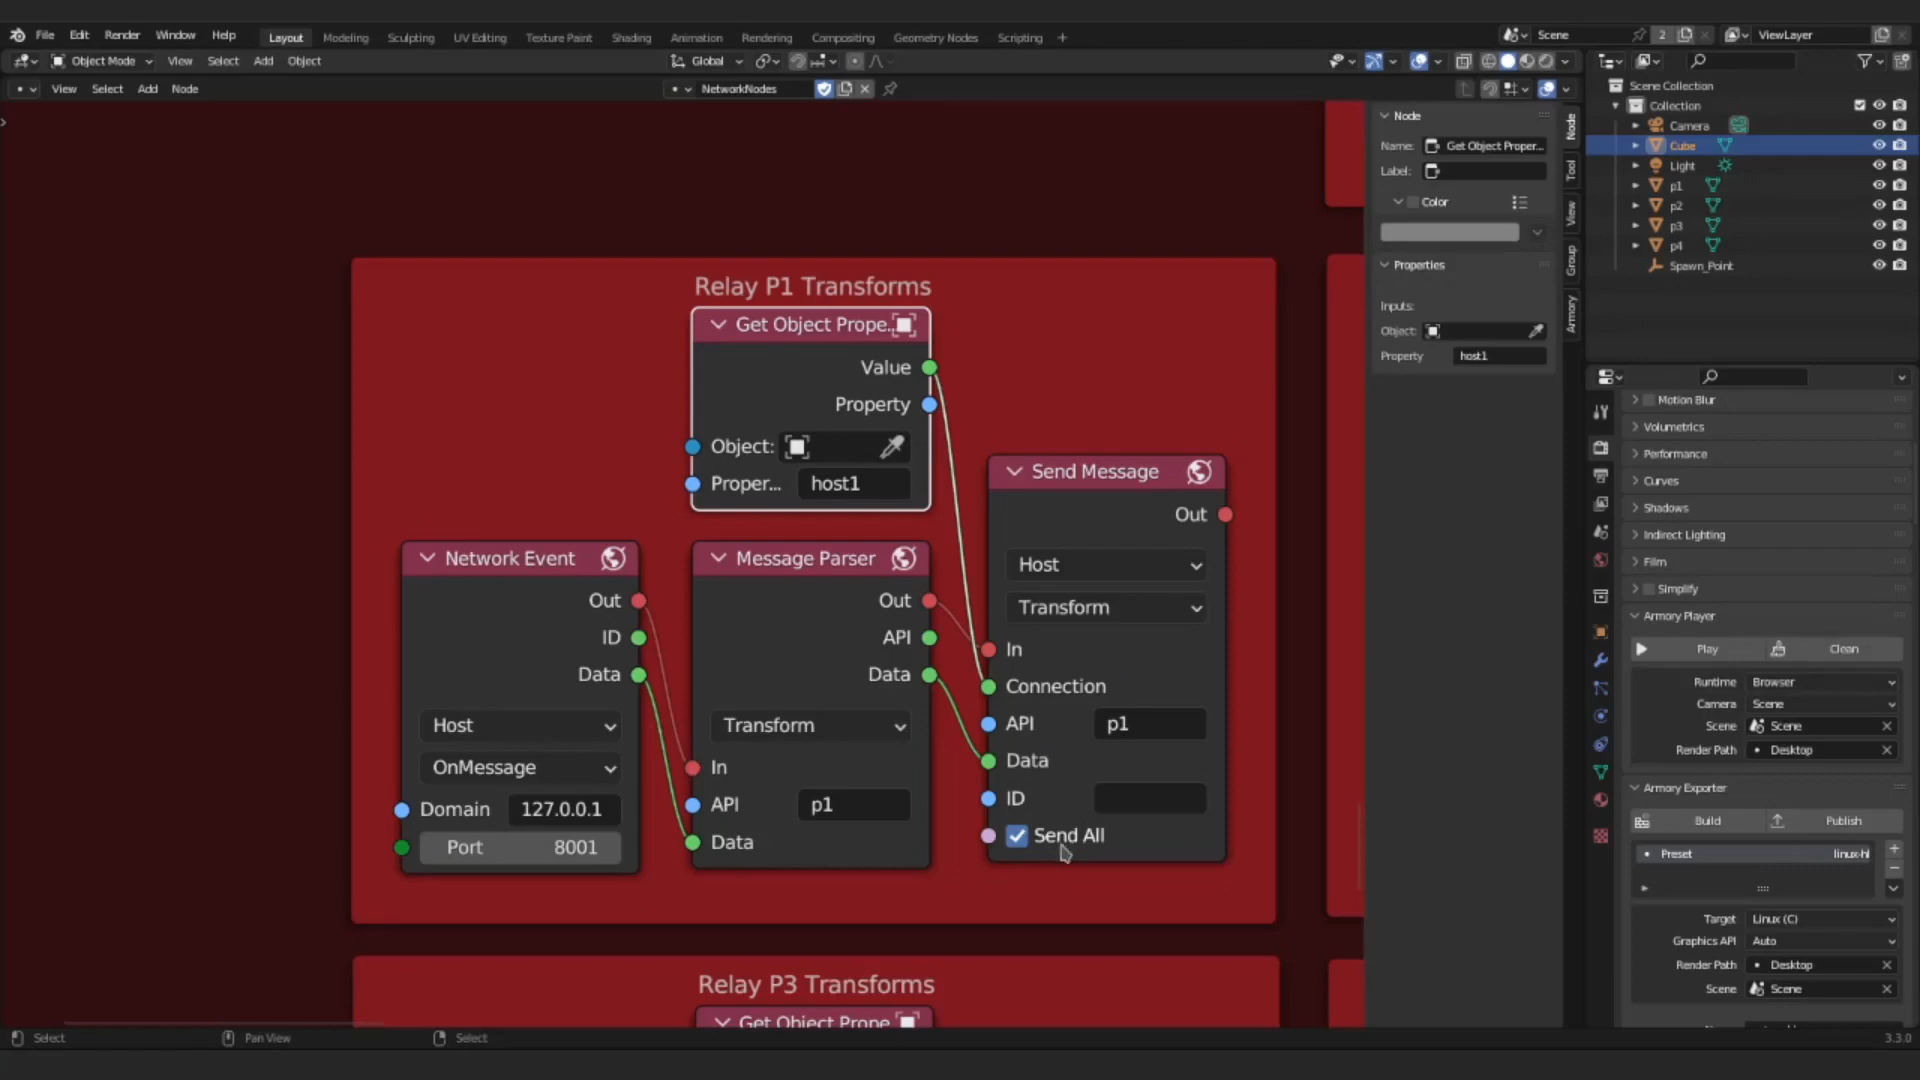 File Edit Render Window Help Layout Modeling Sculpting UV Editing Texture Paint Shading Animation Rendering Compositing Geometry Nodes Scripting + Scene 2 ViewLayer
Object Mode View Select Add Object Global
View Select Add Node NetworkNodes
Scene Collection
Collection
Camera
Cube
Light
p1
p2
p3
p4
Spawn_Point
Node
Name: Get Object Proper...
Label:
Color
Properties
Inputs:
Object:
Property host1
Node
Tool
View
Group
Armory
Relay P1 Transforms
Get Object Prope...
Value
Property
Object:
Proper... host1
Network Event
Out
ID
Data
Host
OnMessage
Domain 127.0.0.1
Port 8001
Message Parser
Out
API
Data
Transform
In
API p1
Data
Send Message
Out
Host
Transform
In
Connection
API p1
Data
ID
Send All
Relay P3 Transforms
Get Object Prope
Motion Blur
Volumetrics
Performance
Curves
Shadows
Indirect Lighting
Film
Simplify
Armory Player
Play Clean
Runtime Browser
Camera Scene
Scene Scene
Render Path Desktop
Armory Exporter
Build Publish
Preset linux-hl
Target Linux (C)
Graphics API Auto
Render Path Desktop
Scene Scene
Select Pan View Select 3.3.0